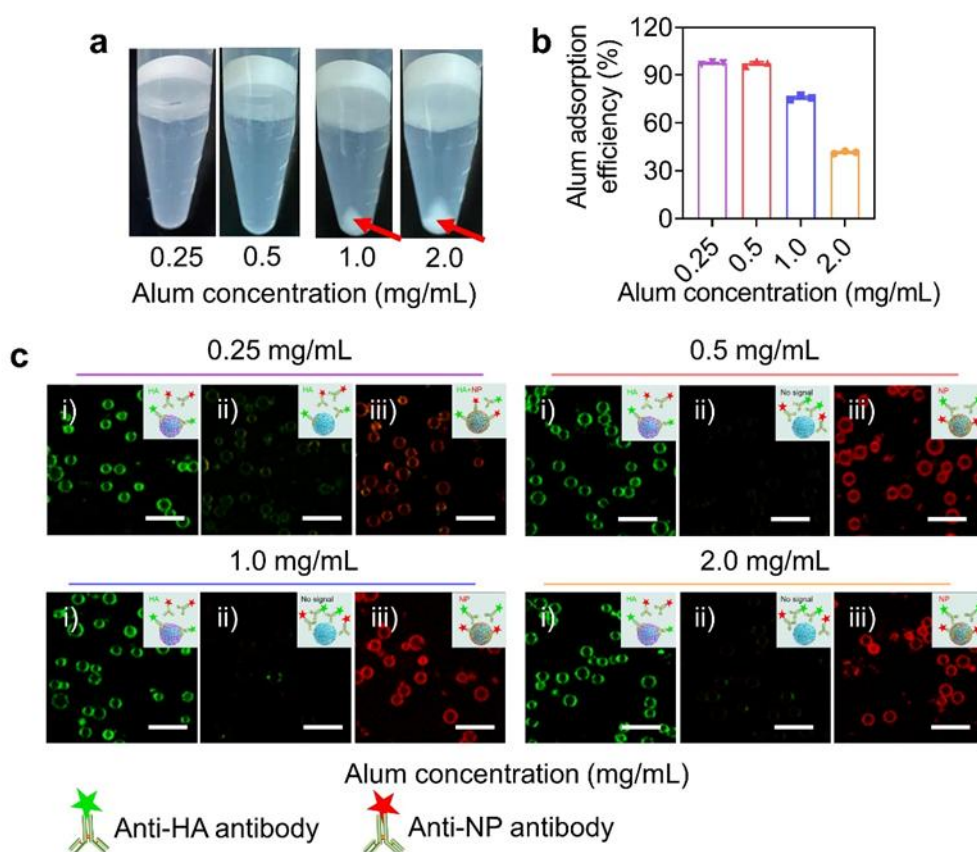 a
0.25 0.5 1.0 2.0
Alum concentration (mg/mL)
b
Alum adsorption
efficiency (%)
120
90
60
30
0
0.25 0.5 1.0 2.0
Alum concentration (mg/mL)
c
0.25 mg/mL 0.5 mg/mL
i) HA ii) HA iii) HA+NP i) HA ii) No signal iii) NP
1.0 mg/mL 2.0 mg/mL
i) HA ii) No signal iii) NP i) HA ii) No signal iii) NP
Alum concentration (mg/mL)
Anti-HA antibody Anti-NP antibody